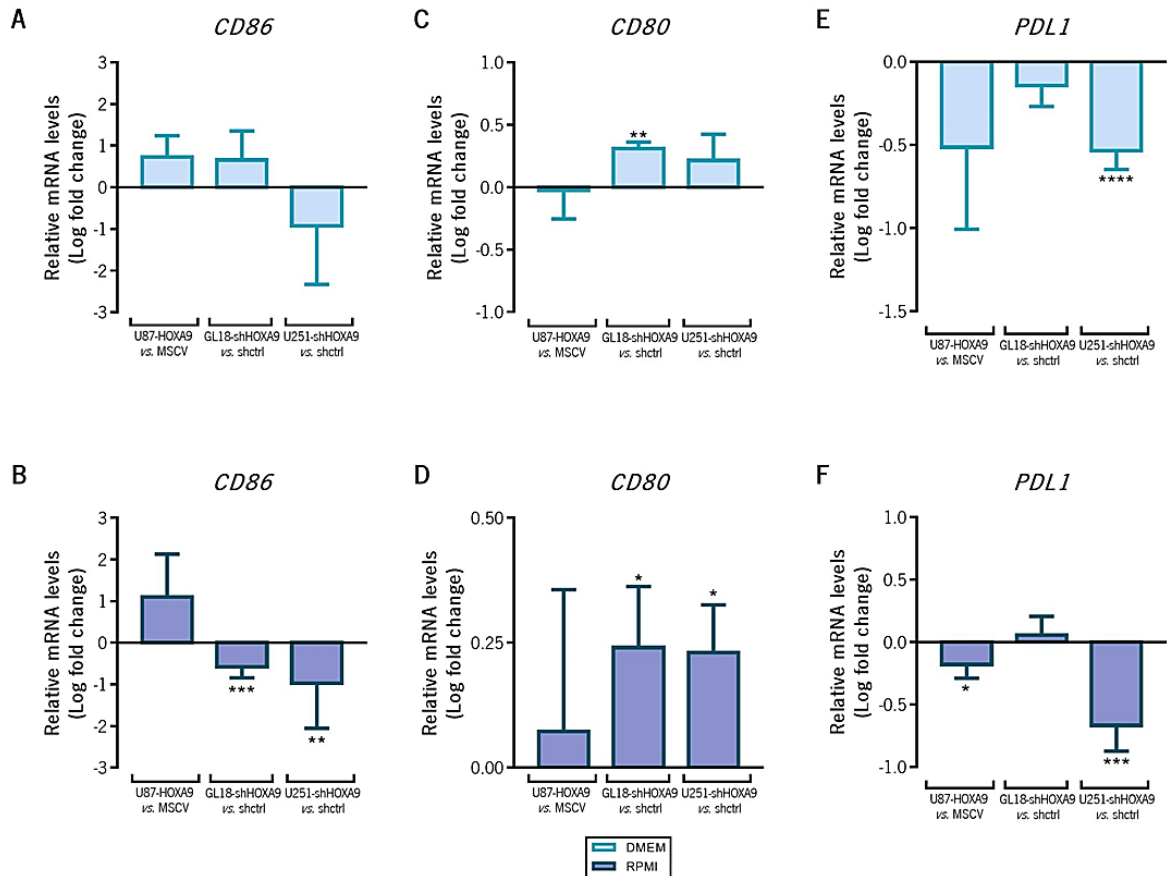 A
CD86
Relative mRNA levels
(Log fold change)
3
2
1
0
-1
-2
-3
U87-HOXA9
vs. MSCV
GL18-shHOXA9
vs. shctrl
U251-shHOXA9
vs. shctrl
C
CD80
Relative mRNA levels
(Log fold change)
1.0
0.5
0.0
-0.5
-1.0
**
U87-HOXA9
vs. MSCV
GL18-shHOXA9
vs. shctrl
U251-shHOXA9
vs. shctrl
E
PDL1
Relative mRNA levels
(Log fold change)
0.0
-0.5
-1.0
-1.5
****
U87-HOXA9
vs. MSCV
GL18-shHOXA9
vs. shctrl
U251-shHOXA9
vs. shctrl
B
CD86
Relative mRNA levels
(Log fold change)
3
2
1
0
-1
-2
-3
***
**
U87-HOXA9
vs. MSCV
GL18-shHOXA9
vs. shctrl
U251-shHOXA9
vs. shctrl
D
CD80
Relative mRNA levels
(Log fold change)
0.50
0.25
0.00
*
*
U87-HOXA9
vs. MSCV
GL18-shHOXA9
vs. shctrl
U251-shHOXA9
vs. shctrl
F
PDL1
Relative mRNA levels
(Log fold change)
1.0
0.5
0.0
-0.5
-1.0
*
***
U87-HOXA9
vs. MSCV
GL18-shHOXA9
vs. shctrl
U251-shHOXA9
vs. shctrl
DMEM
RPMI